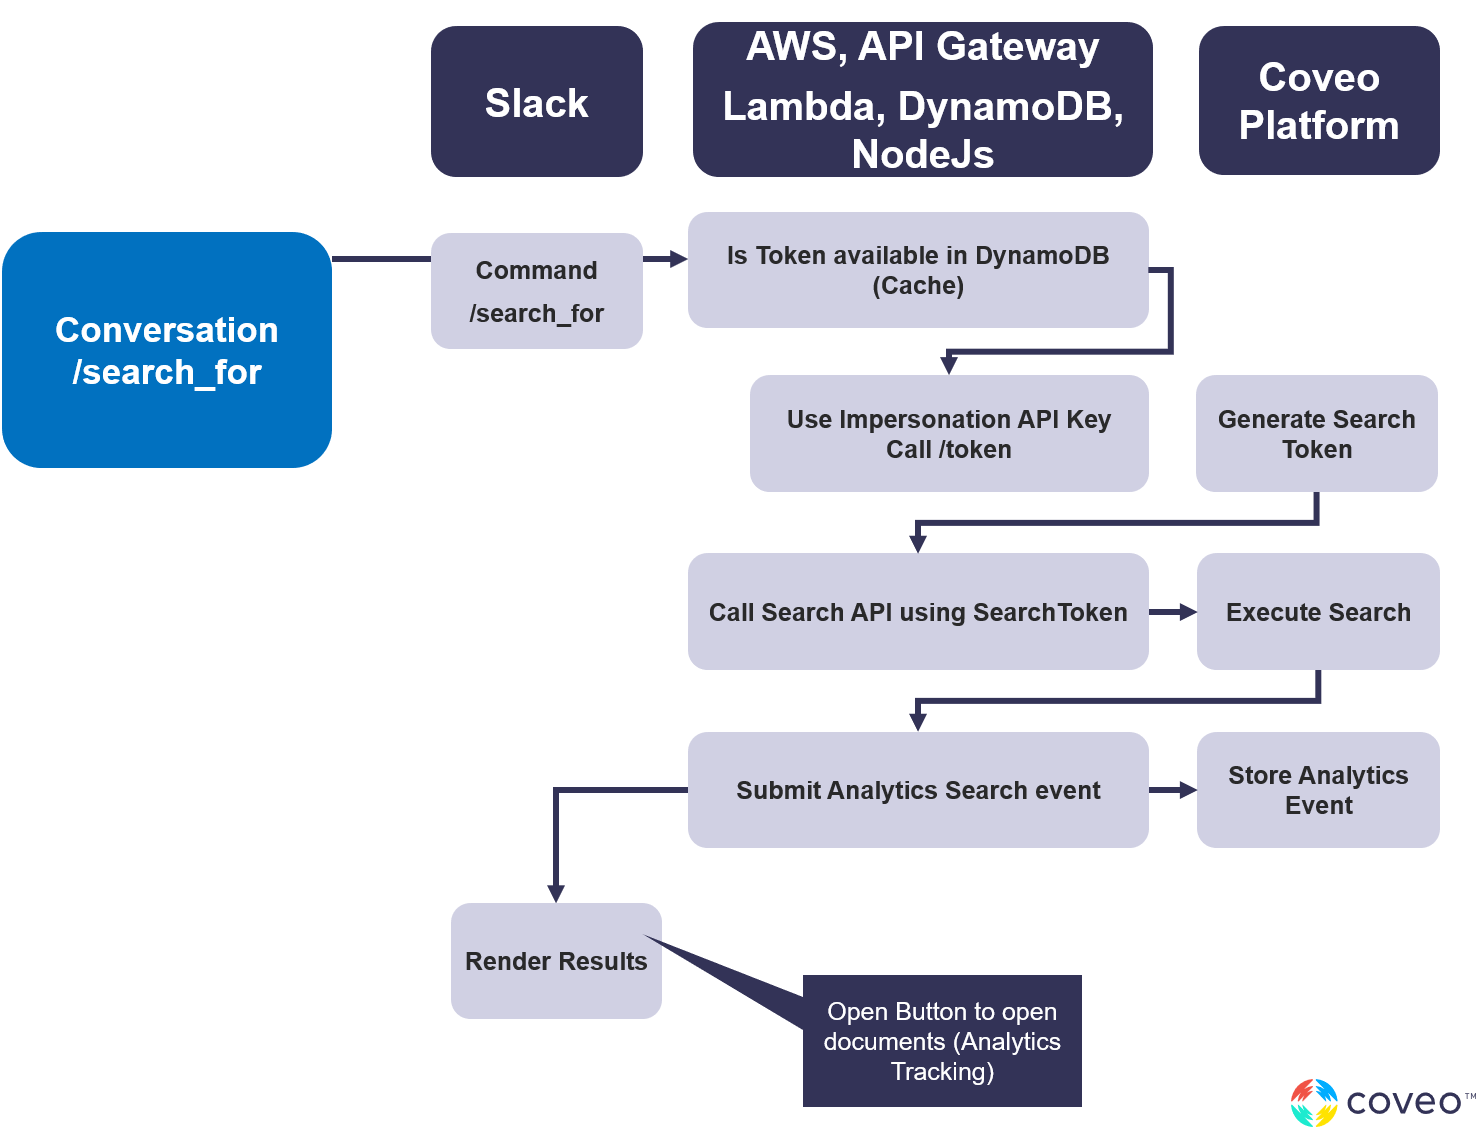 Slack
AWS, API Gateway
Lambda, DynamoDB,
NodeJs
Coveo
Platform
Conversation
/search_for
Command
/search_for
Is Token available in DynamoDB
(Cache)
Use Impersonation API Key
Call /token
Generate Search
Token
Call Search API using SearchToken
Execute Search
Submit Analytics Search event
Store Analytics
Event
Render Results
Open Button to open
documents (Analytics
Tracking)
coveo™